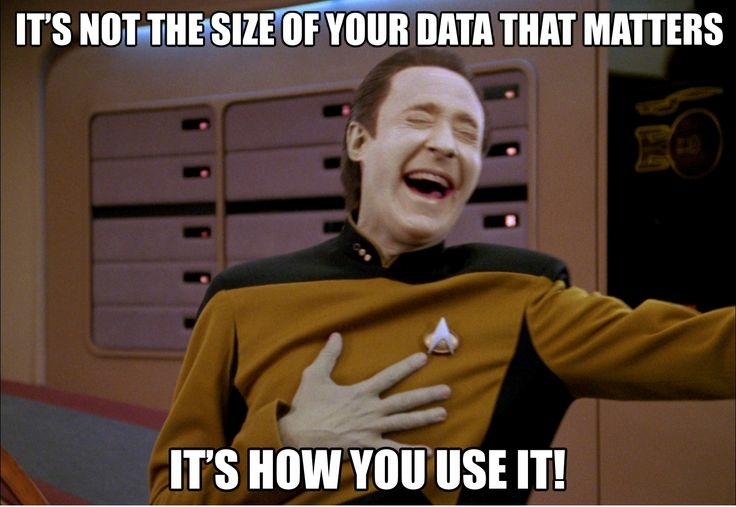 IT'S NOT THE SIZE OF YOUR DATA THAT MATTERS
IT'S HOW YOU USE IT!